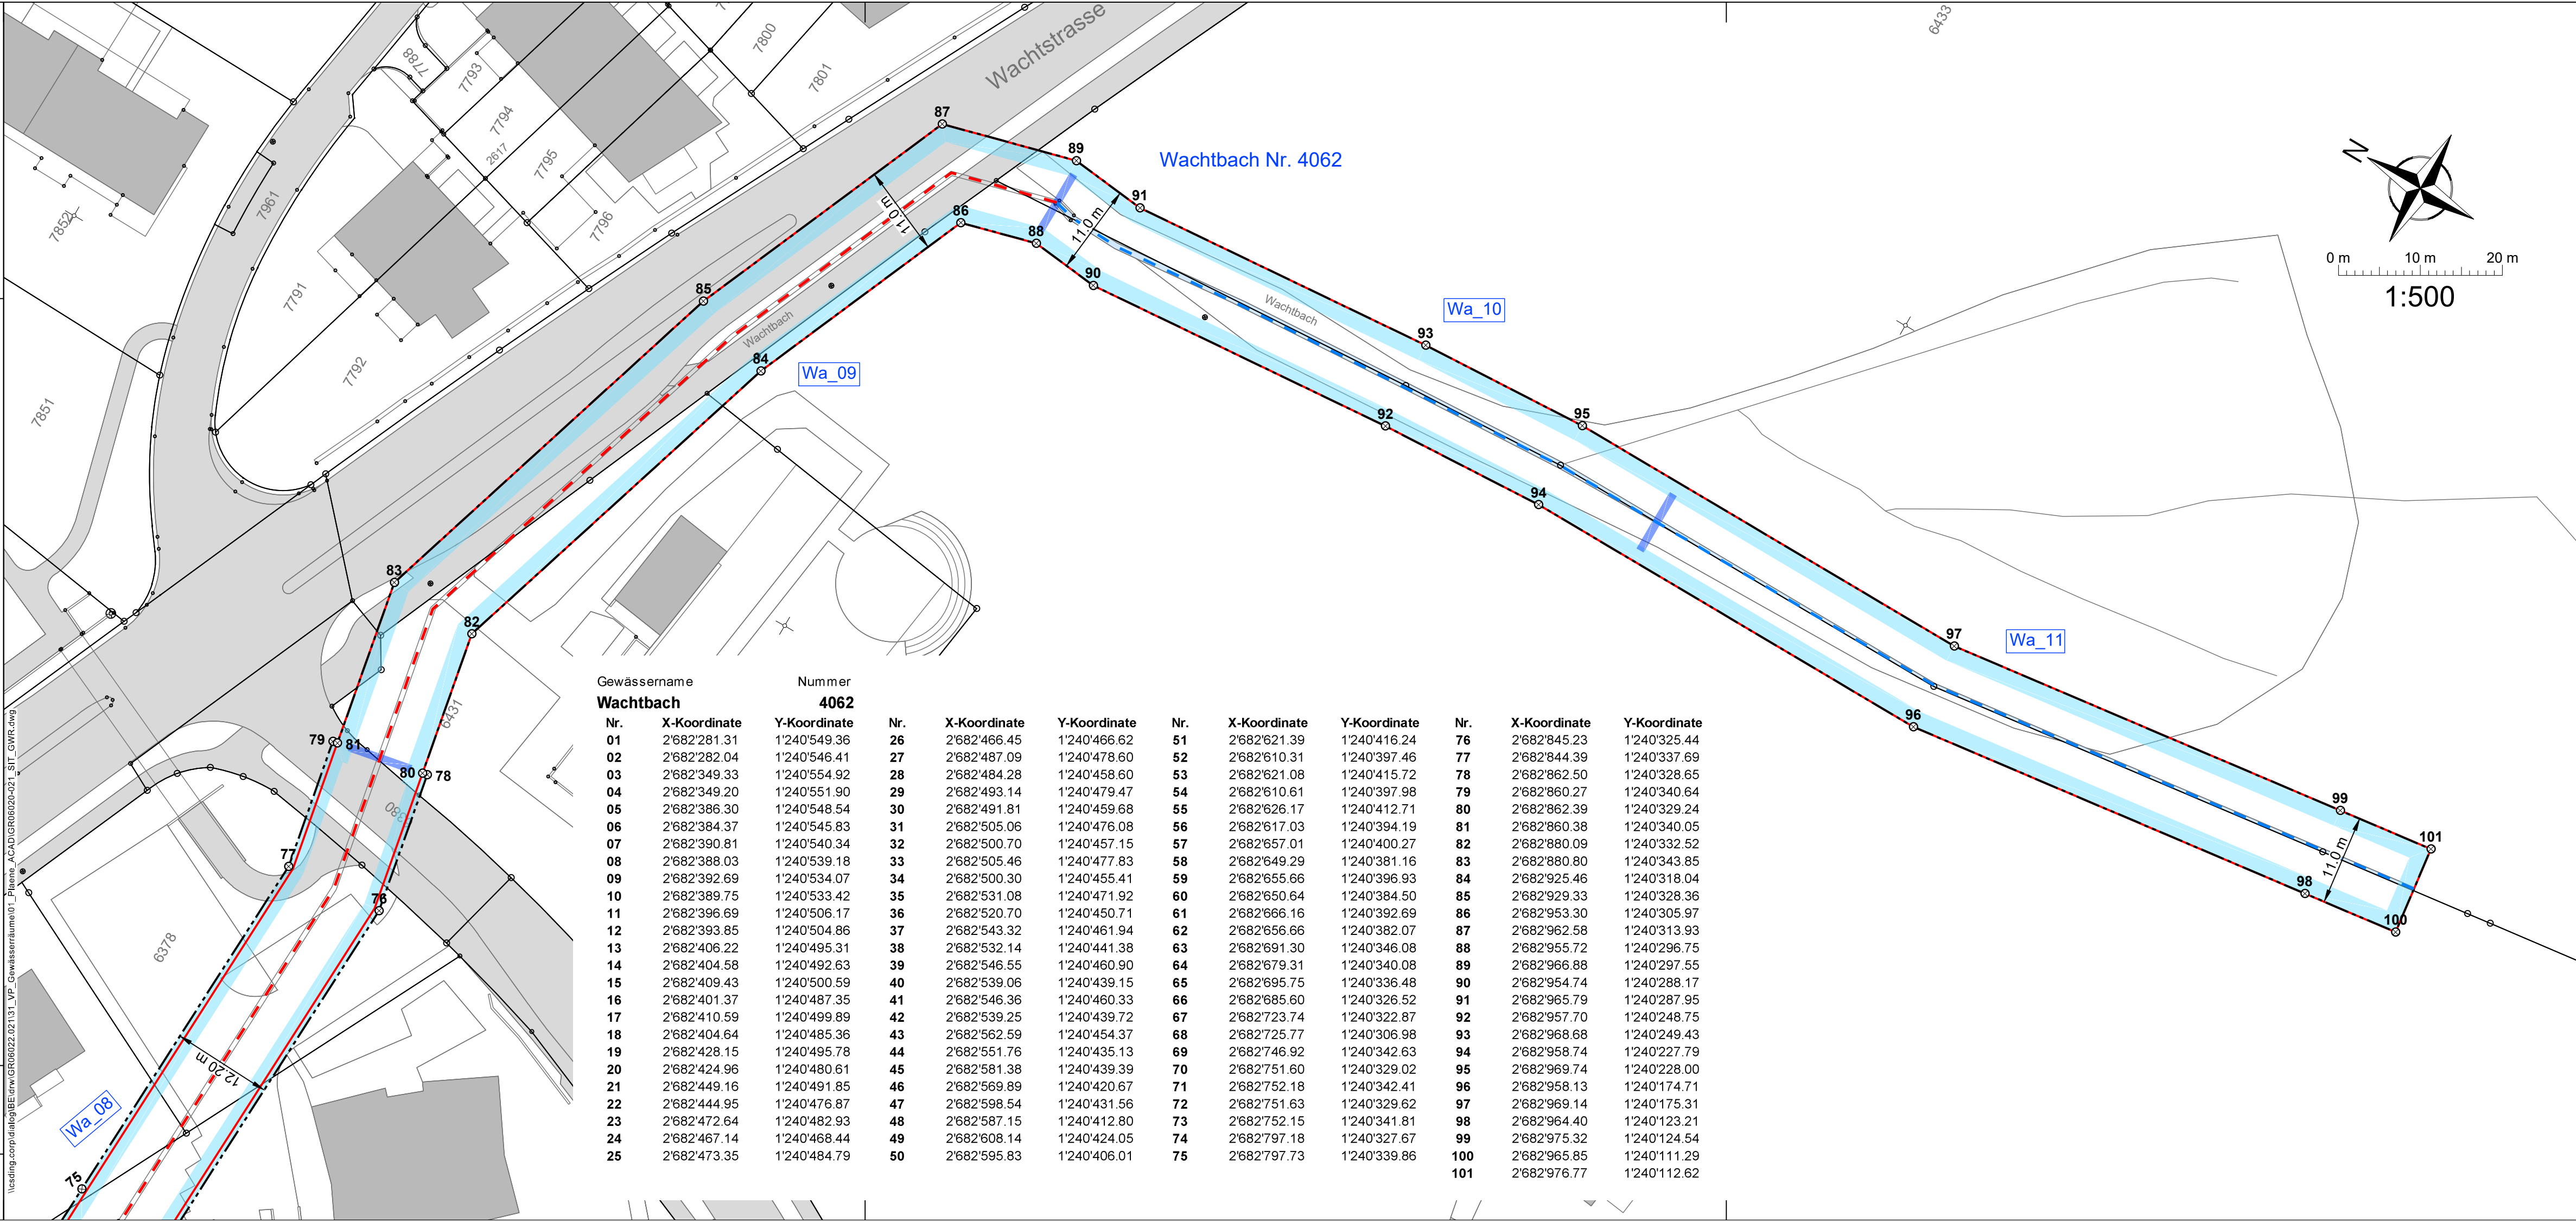 Wachtstrasse
6433
7788
7793
7800
7801
7794
2617
7795
7796
7961
7852
7791
7792
7851
87
89
91
86
88
90
85
84
83
82
93
92
95
94
97
96
99
101
98
100
79
81
80
78
77
76
75
11.0 m
11.0 m
11.0 m
12.20 m
Wachtbach Nr. 4062
Wachtbach
Wachtbach
Wa_10
Wa_09
Wa_11
Wa_08
N
0 m 10 m 20 m
1:500
6431
380
6378
\\csding.corp\dialog\BE\drw\GR06022.021\31_VP_Gewässerräume\01_Plaene_ACAD\GR06020-021_SIT_GWR.dwg
Gewässername Nummer
Wachtbach 4062
Nr. X-Koordinate Y-Koordinate Nr. X-Koordinate Y-Koordinate Nr. X-Koordinate Y-Koordinate Nr. X-Koordinate Y-Koordinate
01 2'682'281.31 1'240'549.36 26 2'682'466.45 1'240'466.62 51 2'682'621.39 1'240'416.24 76 2'682'845.23 1'240'325.44
02 2'682'282.04 1'240'546.41 27 2'682'487.09 1'240'478.60 52 2'682'610.31 1'240'397.46 77 2'682'844.39 1'240'337.69
03 2'682'349.33 1'240'554.92 28 2'682'484.28 1'240'458.60 53 2'682'621.08 1'240'415.72 78 2'682'862.50 1'240'328.65
04 2'682'349.20 1'240'551.90 29 2'682'493.14 1'240'479.47 54 2'682'610.61 1'240'397.98 79 2'682'860.27 1'240'340.64
05 2'682'386.30 1'240'548.54 30 2'682'491.81 1'240'459.68 55 2'682'626.17 1'240'412.71 80 2'682'862.39 1'240'329.24
06 2'682'384.37 1'240'545.83 31 2'682'505.06 1'240'476.08 56 2'682'617.03 1'240'394.19 81 2'682'860.38 1'240'340.05
07 2'682'390.81 1'240'540.34 32 2'682'500.70 1'240'457.15 57 2'682'657.01 1'240'400.27 82 2'682'880.09 1'240'332.52
08 2'682'388.03 1'240'539.18 33 2'682'505.46 1'240'477.83 58 2'682'649.29 1'240'381.16 83 2'682'880.80 1'240'343.85
09 2'682'392.69 1'240'534.07 34 2'682'500.30 1'240'455.41 59 2'682'655.66 1'240'396.93 84 2'682'925.46 1'240'318.04
10 2'682'389.75 1'240'533.42 35 2'682'531.08 1'240'471.92 60 2'682'650.64 1'240'384.50 85 2'682'929.33 1'240'328.36
11 2'682'396.69 1'240'506.17 36 2'682'520.70 1'240'450.71 61 2'682'666.16 1'240'392.69 86 2'682'953.30 1'240'305.97
12 2'682'393.85 1'240'504.86 37 2'682'543.32 1'240'461.94 62 2'682'656.66 1'240'382.07 87 2'682'962.58 1'240'313.93
13 2'682'406.22 1'240'495.31 38 2'682'532.14 1'240'441.38 63 2'682'691.30 1'240'346.08 88 2'682'955.72 1'240'296.75
14 2'682'404.58 1'240'492.63 39 2'682'546.55 1'240'460.90 64 2'682'679.31 1'240'340.08 89 2'682'966.88 1'240'297.55
15 2'682'409.43 1'240'500.59 40 2'682'539.06 1'240'439.15 65 2'682'695.75 1'240'336.48 90 2'682'954.74 1'240'288.17
16 2'682'401.37 1'240'487.35 41 2'682'546.36 1'240'460.33 66 2'682'685.60 1'240'326.52 91 2'682'965.79 1'240'287.95
17 2'682'410.59 1'240'499.89 42 2'682'539.25 1'240'439.72 67 2'682'723.74 1'240'322.87 92 2'682'957.70 1'240'248.75
18 2'682'404.64 1'240'485.36 43 2'682'562.59 1'240'454.37 68 2'682'725.77 1'240'306.98 93 2'682'968.68 1'240'249.43
19 2'682'428.15 1'240'495.78 44 2'682'551.76 1'240'435.13 69 2'682'746.92 1'240'342.63 94 2'682'958.74 1'240'227.79
20 2'682'424.96 1'240'480.61 45 2'682'581.38 1'240'439.39 70 2'682'751.60 1'240'329.02 95 2'682'969.74 1'240'228.00
21 2'682'449.16 1'240'491.85 46 2'682'569.89 1'240'420.67 71 2'682'752.18 1'240'342.41 96 2'682'958.13 1'240'174.71
22 2'682'444.95 1'240'476.87 47 2'682'598.54 1'240'431.56 72 2'682'751.63 1'240'329.62 97 2'682'969.14 1'240'175.31
23 2'682'472.64 1'240'482.93 48 2'682'587.15 1'240'412.80 73 2'682'752.15 1'240'341.81 98 2'682'964.40 1'240'123.21
24 2'682'467.14 1'240'468.44 49 2'682'608.14 1'240'424.05 74 2'682'797.18 1'240'327.67 99 2'682'975.32 1'240'124.54
25 2'682'473.35 1'240'484.79 50 2'682'595.83 1'240'406.01 75 2'682'797.73 1'240'339.86 100 2'682'965.85 1'240'111.29
101 2'682'976.77 1'240'112.62